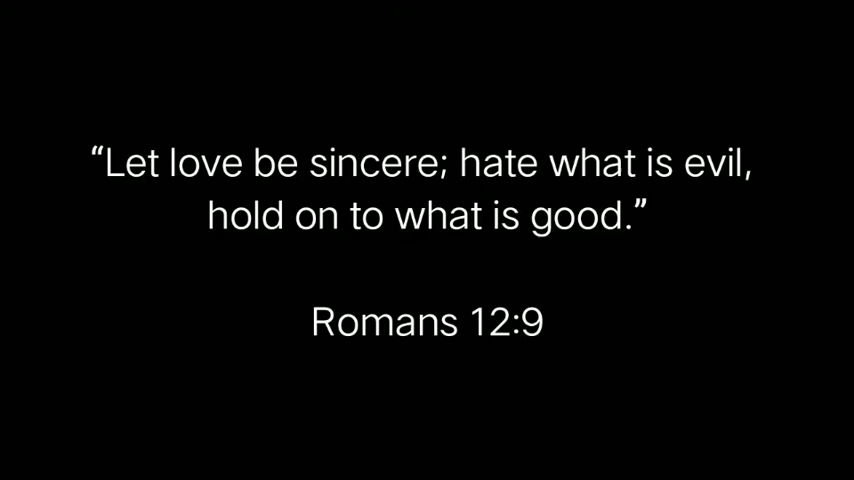 “Let love be sincere; hate what is evil,
hold on to what is good.”
Romans 12:9